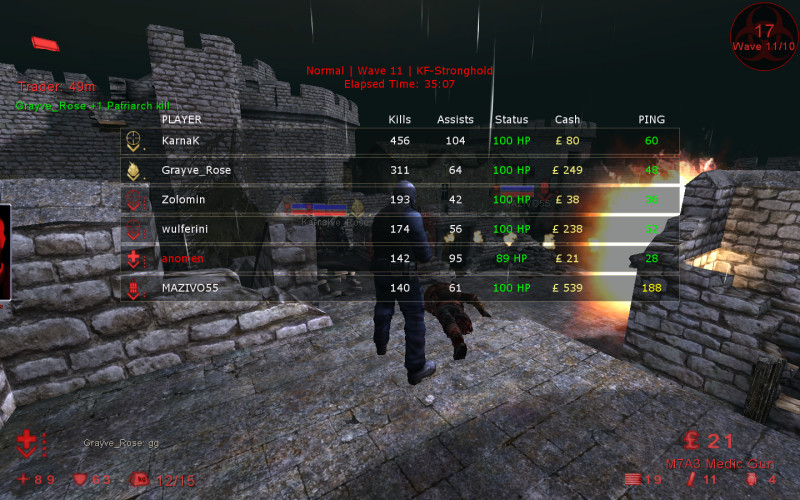 17
Wave 11/10
Normal | Wave 11 | KF-Stronghold
Elapsed Time: 35:07
Trader: 49m
Grayve_Rose +1 Patriarch kill
PLAYER Kills Assists Status Cash PING
KarnaK 456 104 100 HP £ 80 60
Grayve_Rose 311 64 100 HP £ 249 48
Zolomin 193 42 100 HP £ 38
wulferini 174 56 100 HP £ 238
anomen 142 95 89 HP £ 21 28
MAZIVO55 140 61 100 HP £ 539 188
Grayve_Rose: gg
£ 21
M7A3 Medic Gun
89 63 12/15
19 11 4